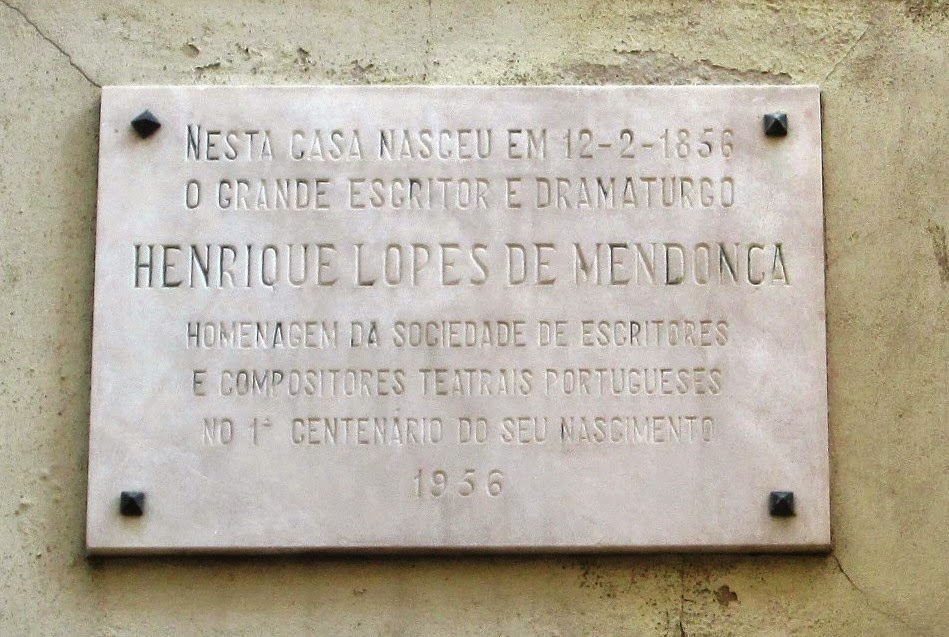 NESTA CASA NASCEU EM 12-2-1856
O GRANDE ESCRITOR E DRAMATURGO
HENRIQUE LOPES DE MENDONÇA
HOMENAGEM DA SOCIEDADE DE ESCRITORES
E COMPOSITORES TEATRAIS PORTUGUESES
NO 1º CENTENÁRIO DO SEU NASCIMENTO
1956